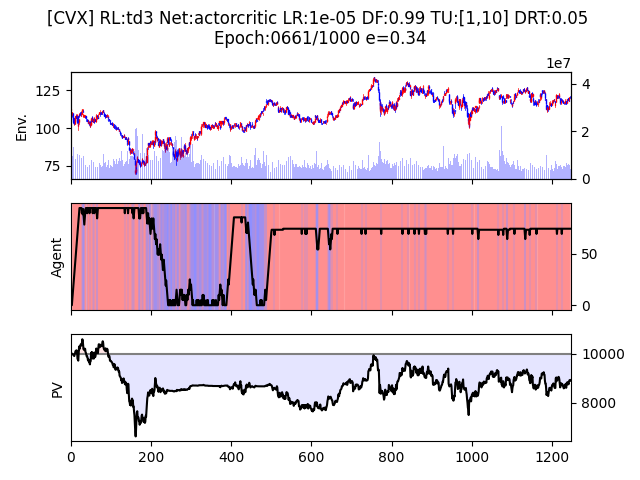 [CVX] RL:td3 Net:actorcritic LR:1e-05 DF:0.99 TU:[1,10] DRT:0.05
Epoch:0661/1000 e=0.34
1e7
125
100
75
Env.
4
2
0
Agent
50
0
PV
10000
8000
0 200 400 600 800 1000 1200